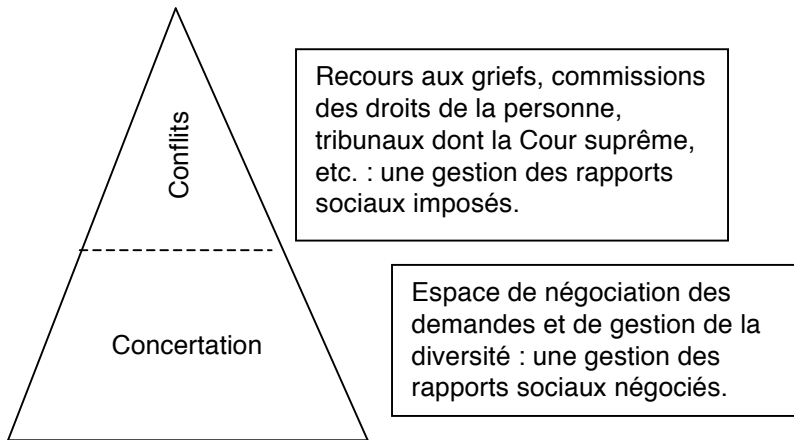 Conflits
Recours aux griefs, commissions
des droits de la personne,
tribunaux dont la Cour suprême,
etc. : une gestion des rapports
sociaux imposés.
Concertation
Espace de négociation des
demandes et de gestion de la
diversité : une gestion des
rapports sociaux négociés.